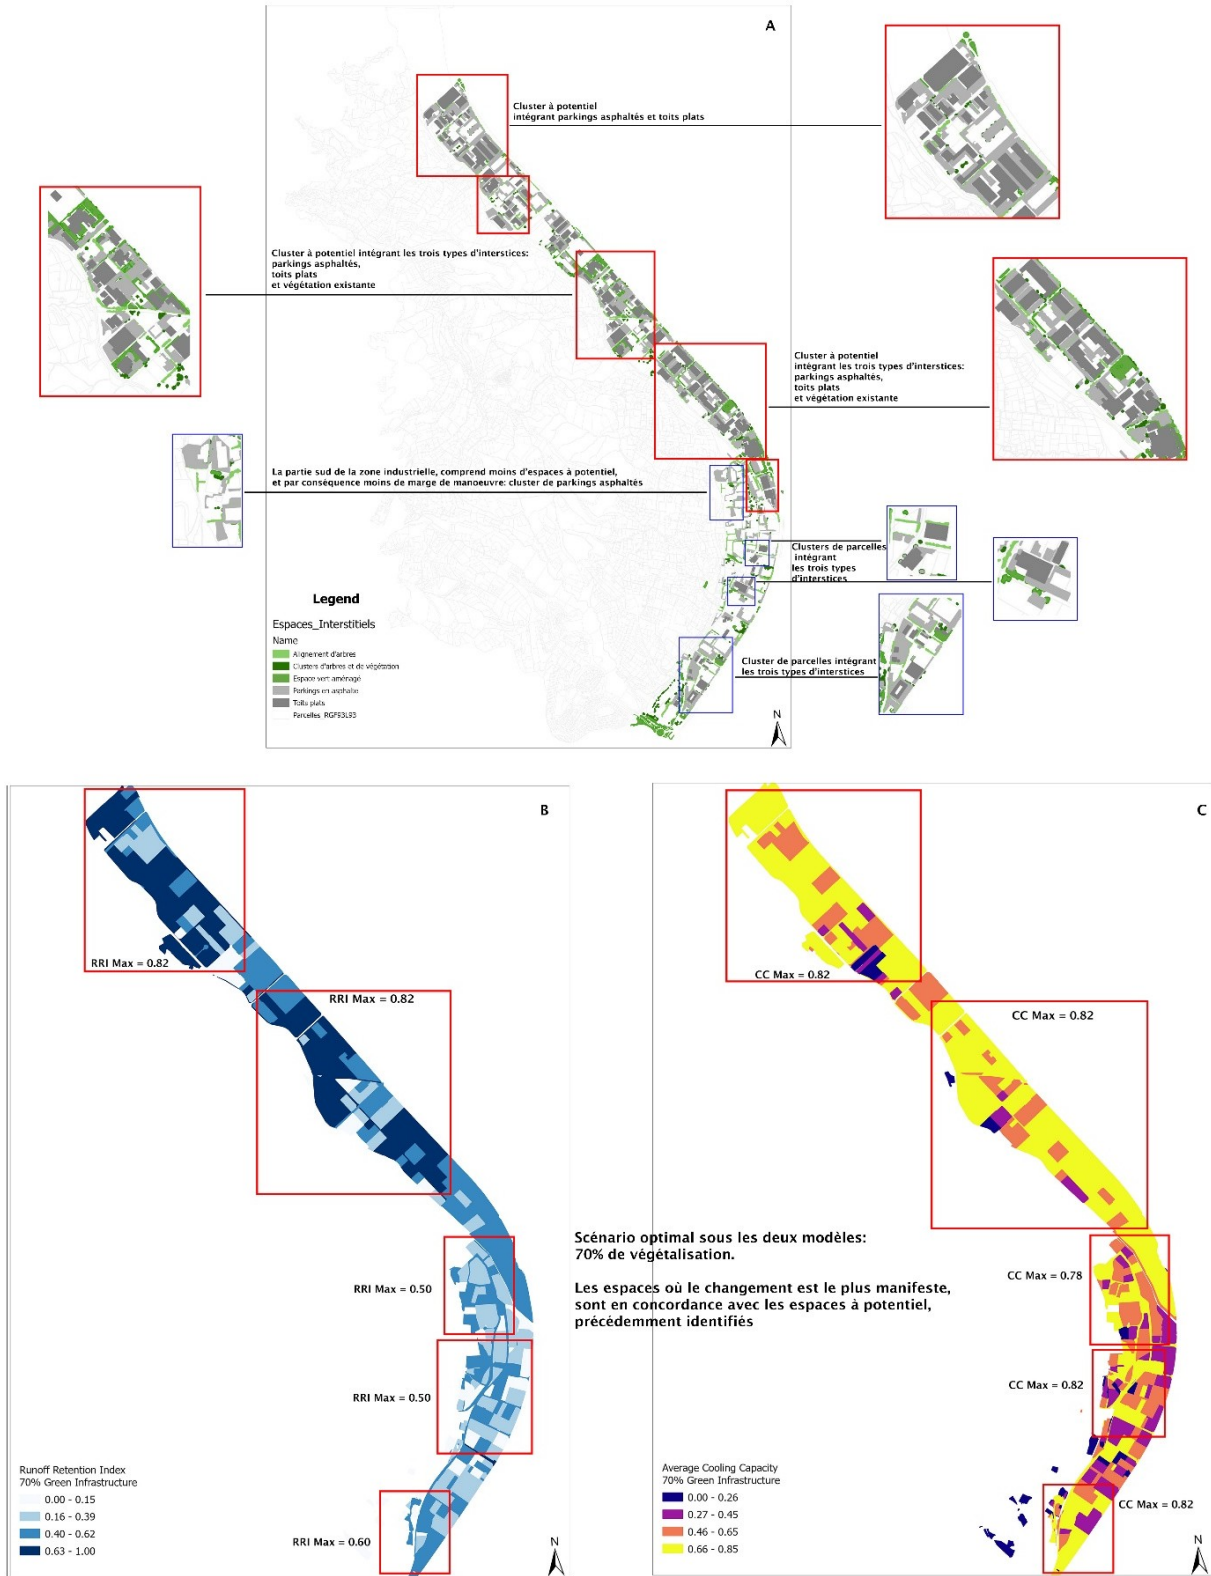 A
Cluster à potentiel
intégrant parkings asphaltés et toits plats
Cluster à potentiel intégrant les trois types d'interstices:
parkings asphaltés,
toits plats
et végétation existante
Cluster à potentiel
intégrant les trois types d'interstices:
parkings asphaltés,
toits plats
et végétation existante
La partie sud de la zone industrielle, comprend moins d'espaces à potentiel,
et par conséquence moins de marge de manoeuvre: cluster de parkings asphaltés
Clusters de parcelles
intégrant
les trois types
d'interstices
Cluster de parcelles intégrant
les trois types d'interstices
Legend
Espaces_Interstitiels
Name
Alignement d'arbres
Clusters d'arbres et de végétation
Espace vert aménagé
Parkings en asphalte
Toits plats
Parcelles RGF93L93
N
B
RRI Max = 0.82
RRI Max = 0.82
RRI Max = 0.50
RRI Max = 0.50
RRI Max = 0.60
Runoff Retention Index
70% Green Infrastructure
0.00 - 0.15
0.16 - 0.39
0.40 - 0.62
0.63 - 1.00
N
Scénario optimal sous les deux modèles:
70% de végétalisation.
Les espaces où le changement est le plus manifeste,
sont en concordance avec les espaces à potentiel,
précédemment identifiés
C
CC Max = 0.82
CC Max = 0.82
CC Max = 0.78
CC Max = 0.82
CC Max = 0.82
Average Cooling Capacity
70% Green Infrastructure
0.00 - 0.26
0.27 - 0.45
0.46 - 0.65
0.66 - 0.85
N